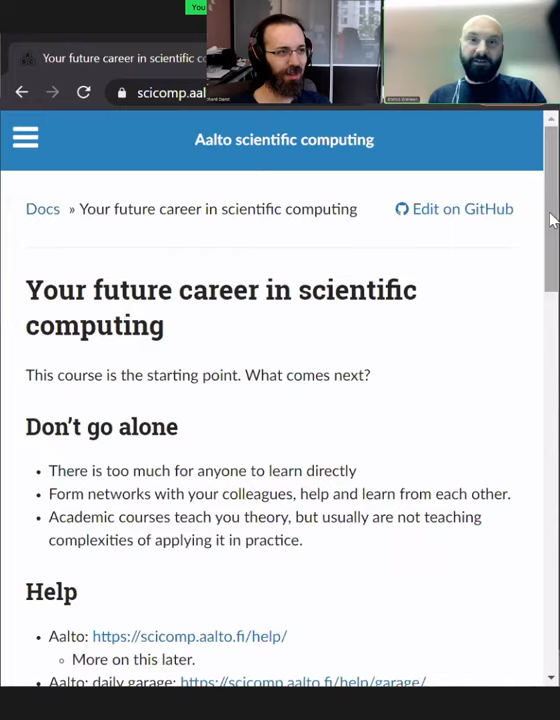 You
Your future career in scientific c
scicomp.aal
Aalto scientific computing
Docs » Your future career in scientific computing
Edit on GitHub
Your future career in scientific
computing
This course is the starting point. What comes next?
Don't go alone
• There is too much for anyone to learn directly
• Form networks with your colleagues, help and learn from each other.
• Academic courses teach you theory, but usually are not teaching
complexities of applying it in practice.
Help
• Aalto: https://scicomp.aalto.fi/help/
◦ More on this later.
• Aalto: daily garage: https://scicomp.aalto.fi/help/garage/